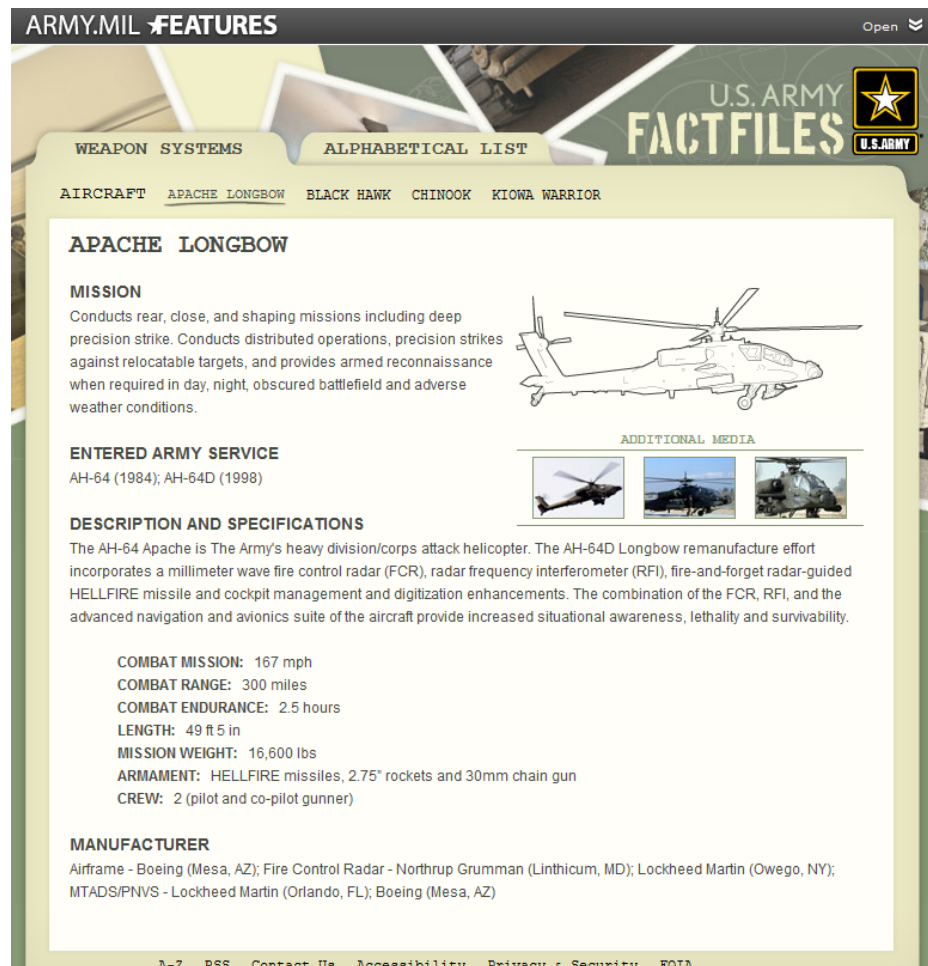 ARMY.MIL FEATURES
Open
U.S. ARMY
FACTFILES
U.S.ARMY
WEAPON SYSTEMS
ALPHABETICAL LIST
AIRCRAFT APACHE LONGBOW BLACK HAWK CHINOOK KIOWA WARRIOR
APACHE LONGBOW
MISSION
Conducts rear, close, and shaping missions including deep
precision strike. Conducts distributed operations, precision strikes
against relocatable targets, and provides armed reconnaissance
when required in day, night, obscured battlefield and adverse
weather conditions.
ADDITIONAL MEDIA
ENTERED ARMY SERVICE
AH-64 (1984); AH-64D (1998)
DESCRIPTION AND SPECIFICATIONS
The AH-64 Apache is The Army's heavy division/corps attack helicopter. The AH-64D Longbow remanufacture effort
incorporates a millimeter wave fire control radar (FCR), radar frequency interferometer (RFI), fire-and-forget radar-guided
HELLFIRE missile and cockpit management and digitization enhancements. The combination of the FCR, RFI, and the
advanced navigation and avionics suite of the aircraft provide increased situational awareness, lethality and survivability.
COMBAT MISSION: 167 mph
COMBAT RANGE: 300 miles
COMBAT ENDURANCE: 2.5 hours
LENGTH: 49 ft 5 in
MISSION WEIGHT: 16,600 lbs
ARMAMENT: HELLFIRE missiles, 2.75" rockets and 30mm chain gun
CREW: 2 (pilot and co-pilot gunner)
MANUFACTURER
Airframe - Boeing (Mesa, AZ); Fire Control Radar - Northrup Grumman (Linthicum, MD); Lockheed Martin (Owego, NY);
MTADS/PNVS - Lockheed Martin (Orlando, FL); Boeing (Mesa, AZ)
A-Z RSS Contact Us Accessibility Privacy & Security FOIA